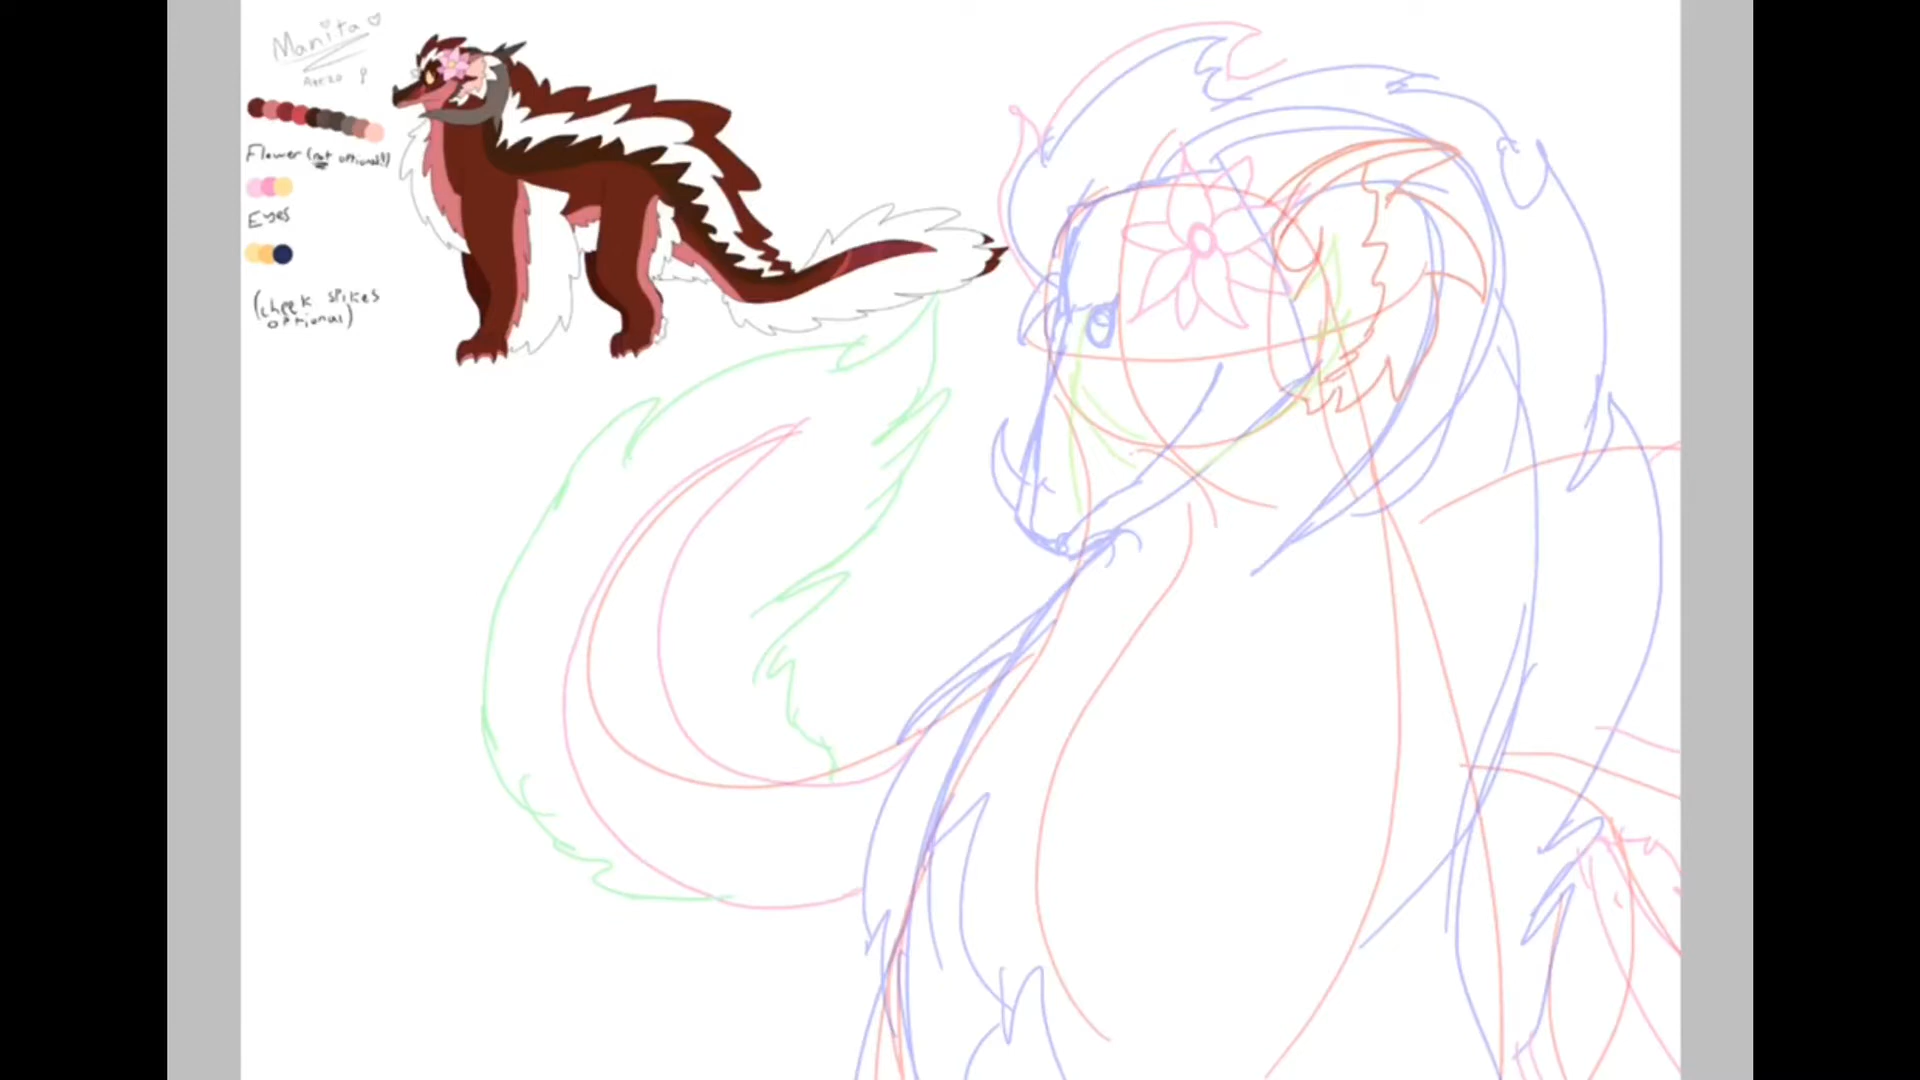 Manita
Flower (not optional!)
Eyes
(cheek spikes
optional)